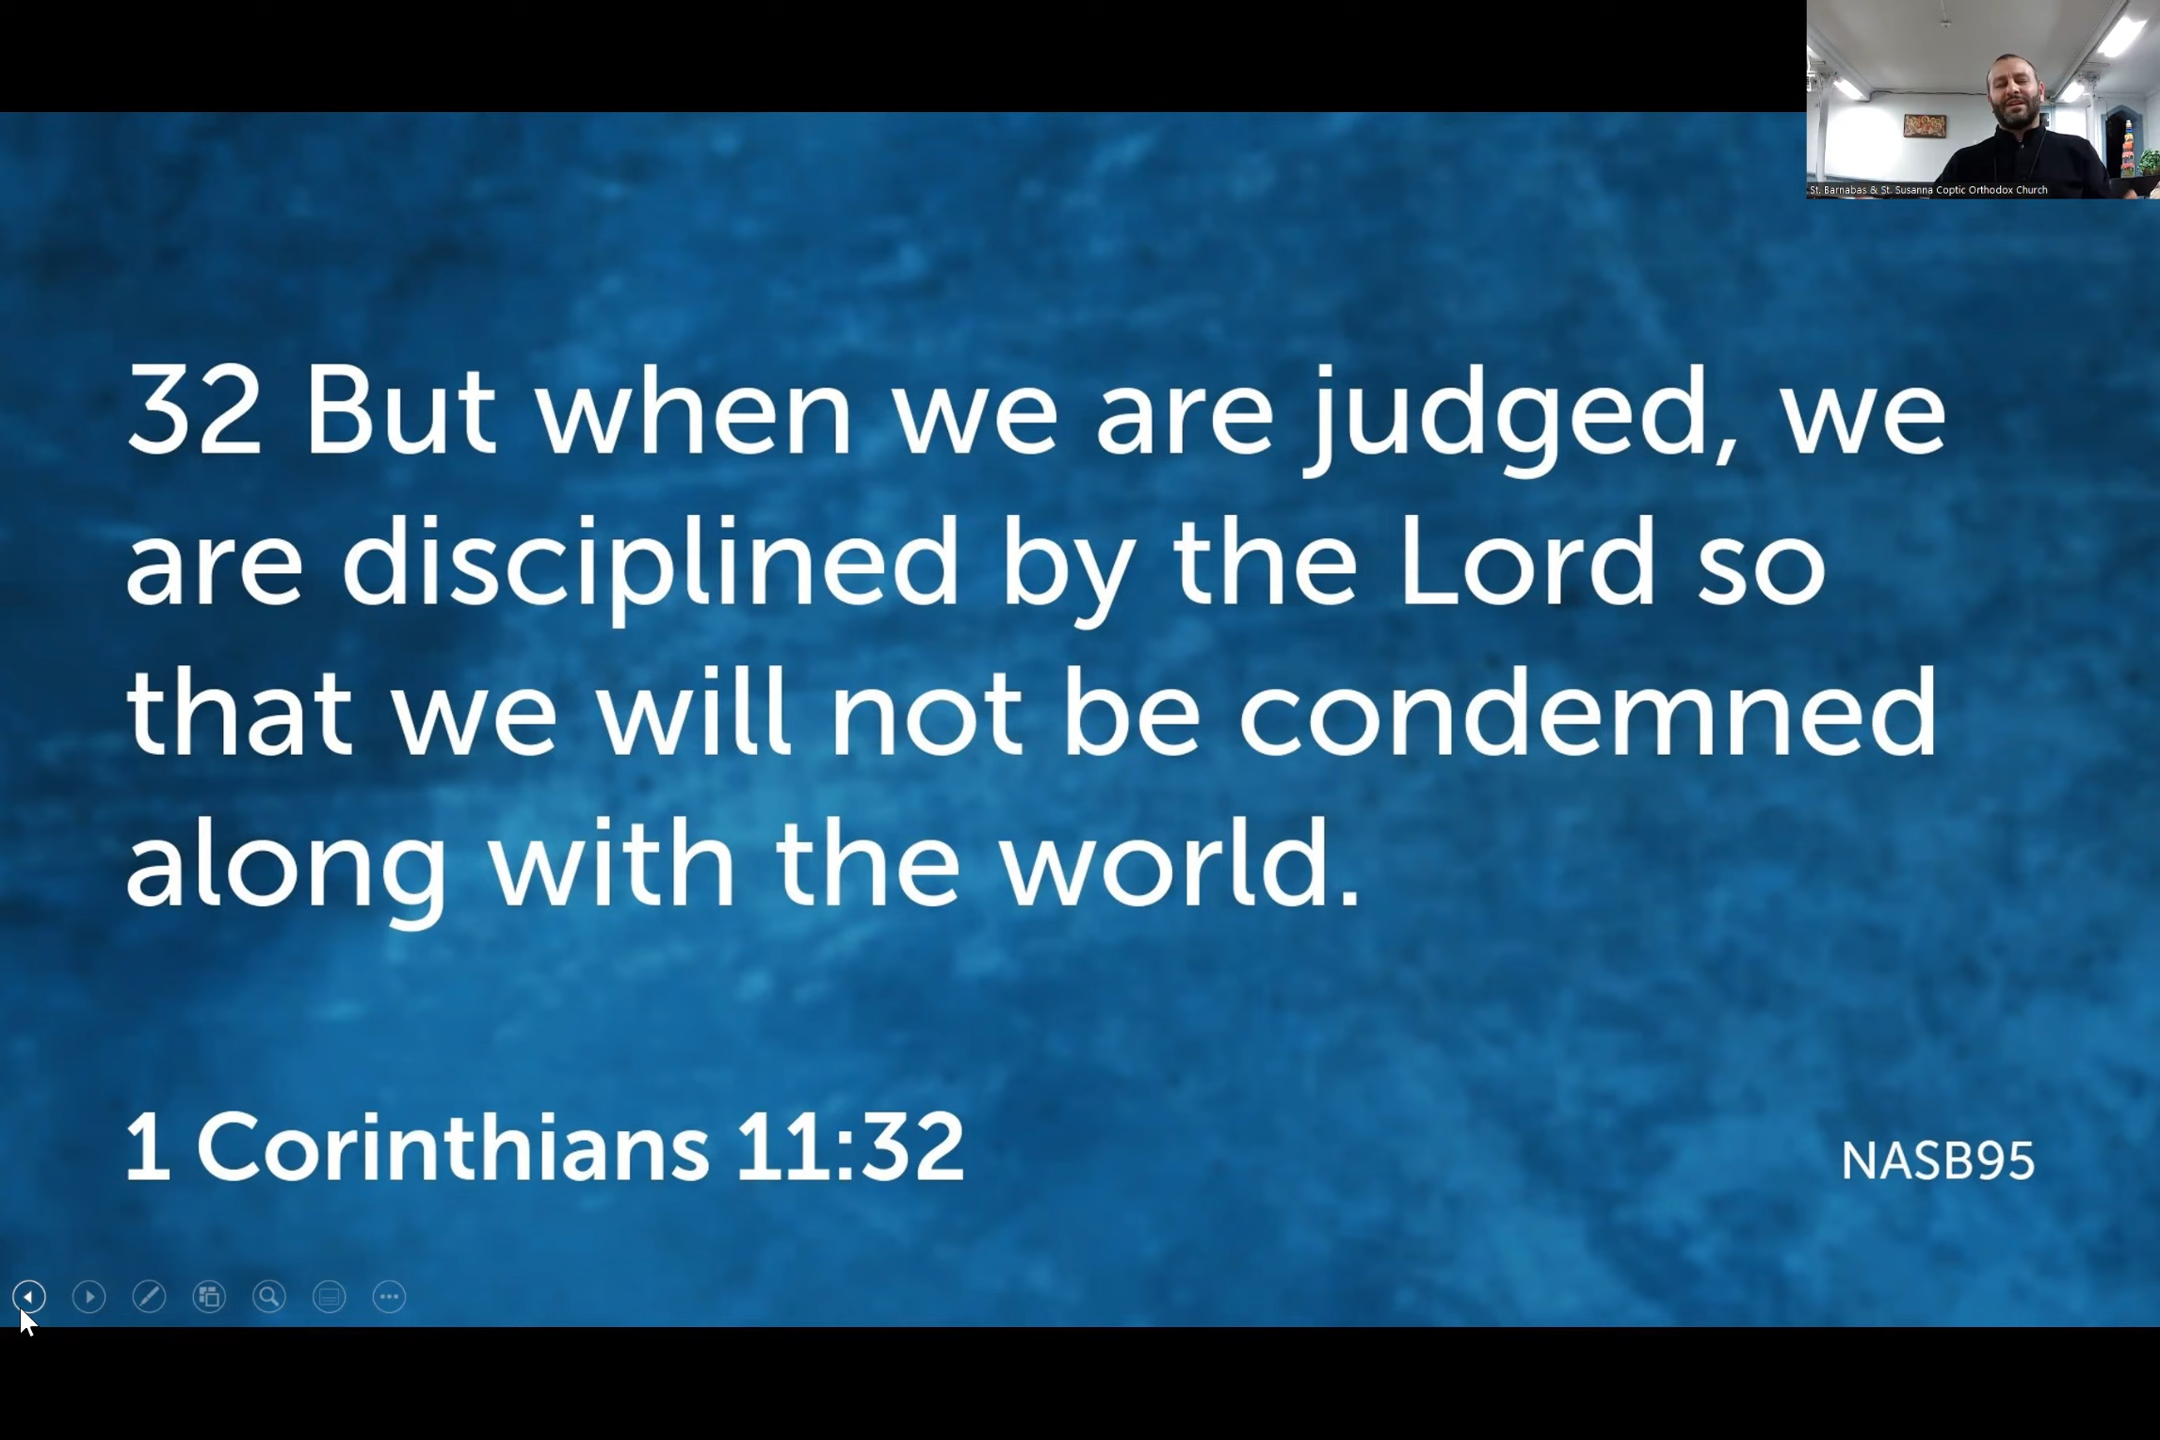 St. Barnabas & St. Susanna Coptic Orthodox Church
32 But when we are judged, we
are disciplined by the Lord so
that we will not be condemned
along with the world.
1 Corinthians 11:32
NASB95